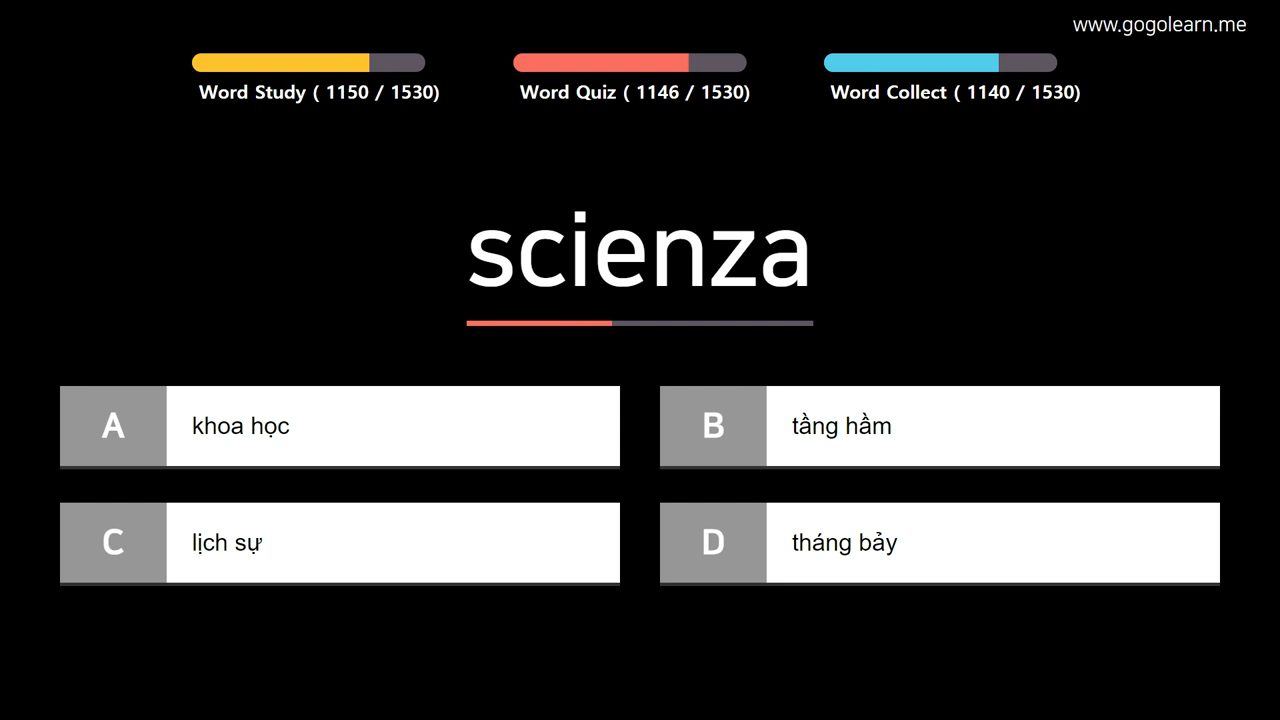 www.gogolearn.me
Word Study ( 1150 / 1530)
Word Quiz ( 1146 / 1530)
Word Collect ( 1140 / 1530)
scienza
A
khoa học
B
tầng hầm
C
lịch sự
D
tháng bảy